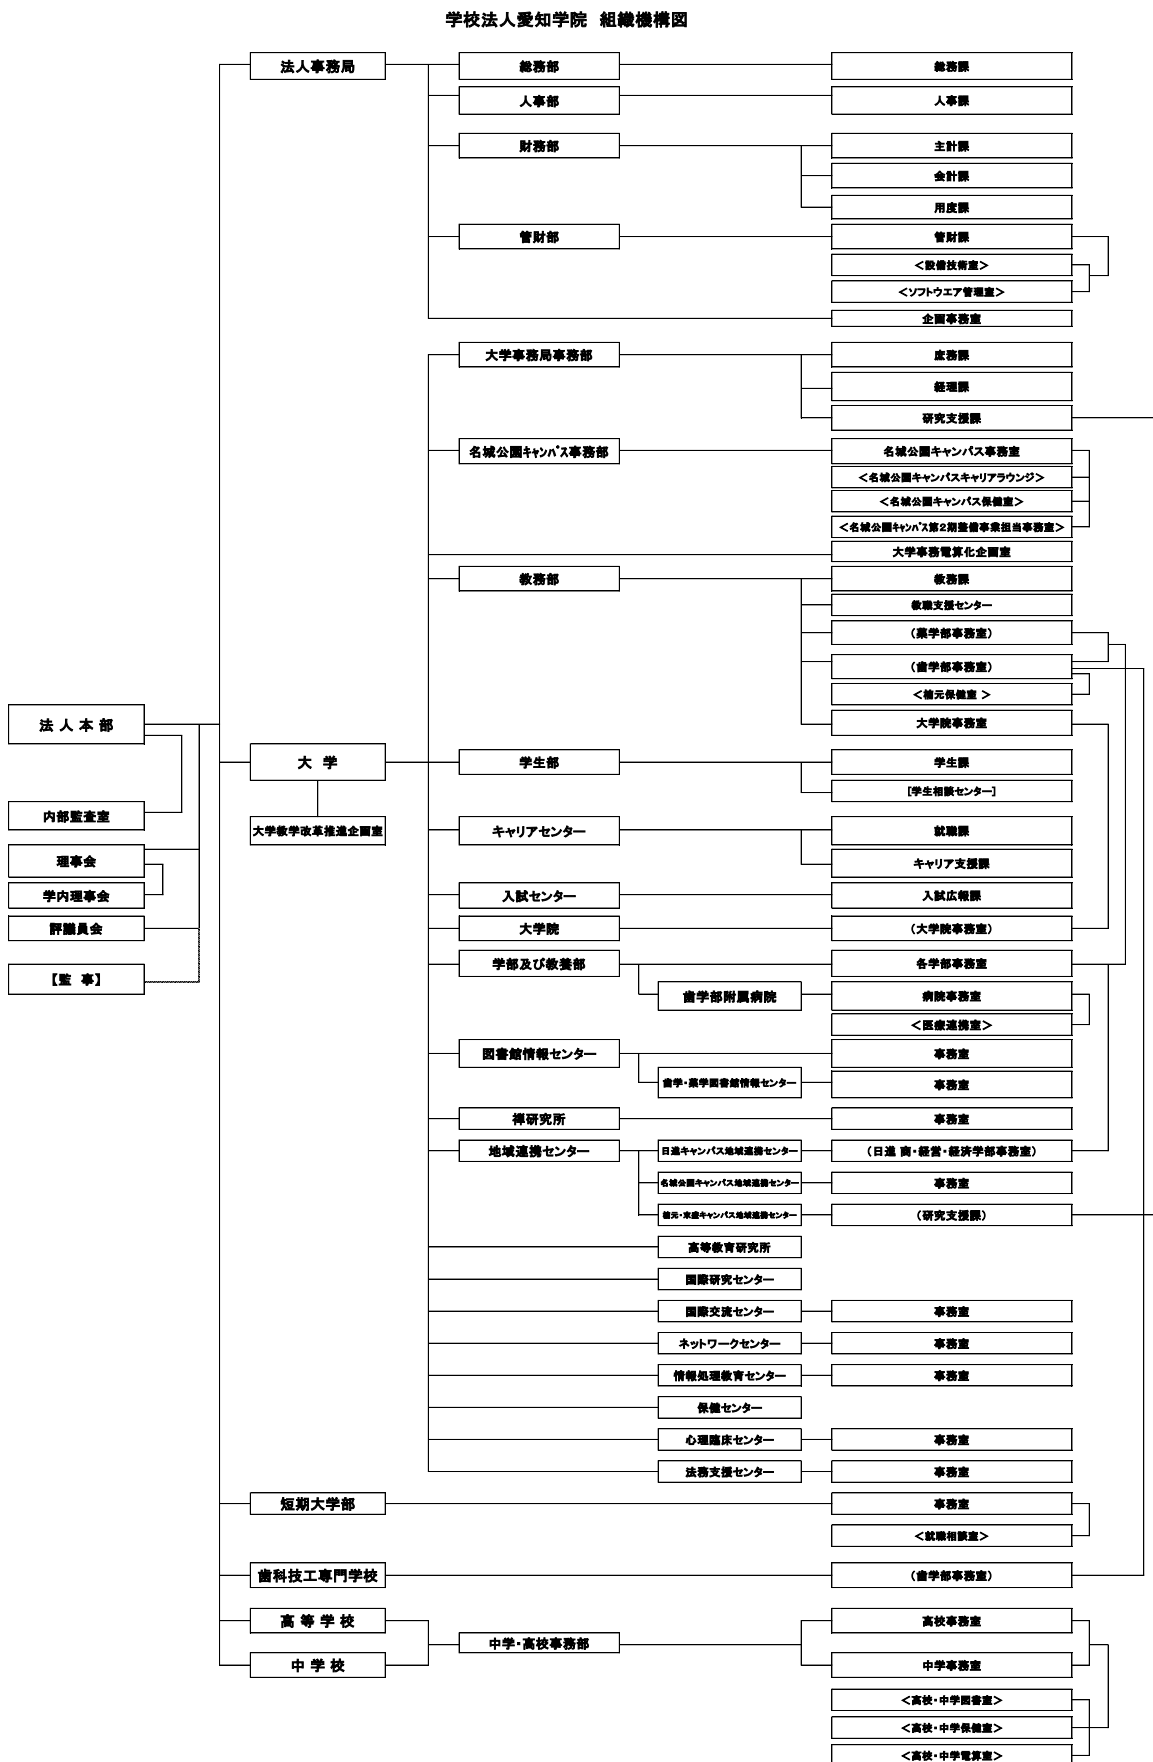 学校法人愛知学院 組織機構図
法人事務局
総務部
総務課
人事部
人事課
財務部
主計課
会計課
用度課
管財部
管財課
＜設備技術室＞
＜ソフトウエア管理室＞
企画事務室
大学事務局事務部
庶務課
経理課
研究支援課
名城公園キャンパス事務部
名城公園キャンパス事務室
＜名城公園キャンパスキャリアラウンジ＞
＜名城公園キャンパス保健室＞
＜名城公園キャンパス第2期整備事業担当事務室＞
大学事務電算化企画室
教務部
教務課
教職支援センター
（薬学部事務室）
（歯学部事務室）
＜楠元保健室 ＞
大学院事務室
法 人 本 部
大 学
学生部
学生課
[学生相談センター]
内部監査室
大学教学改革推進企画室
キャリアセンター
就職課
理事会
キャリア支援課
学内理事会
入試センター
入試広報課
評議員会
大学院
（大学院事務室）
【監 事】
学部及び教養部
各学部事務室
歯学部附属病院
病院事務室
＜医療連携室＞
図書館情報センター
事務室
歯学・薬学図書館情報センター
事務室
禅研究所
事務室
地域連携センター
日進キャンパス地域連携センター
（日進 商・経営・経済学部事務室）
名城公園キャンパス地域連携センター
事務室
楠元・末盛キャンパス地域連携センター
（研究支援課）
高等教育研究所
国際研究センター
国際交流センター
事務室
ネットワークセンター
事務室
情報処理教育センター
事務室
保健センター
心理臨床センター
事務室
法務支援センター
事務室
短期大学部
事務室
＜就職相談室＞
歯科技工専門学校
（歯学部事務室）
高 等 学 校
高校事務室
中学・高校事務部
中 学 校
中学事務室
＜高校・中学図書室＞
＜高校・中学保健室＞
＜高校・中学電算室＞